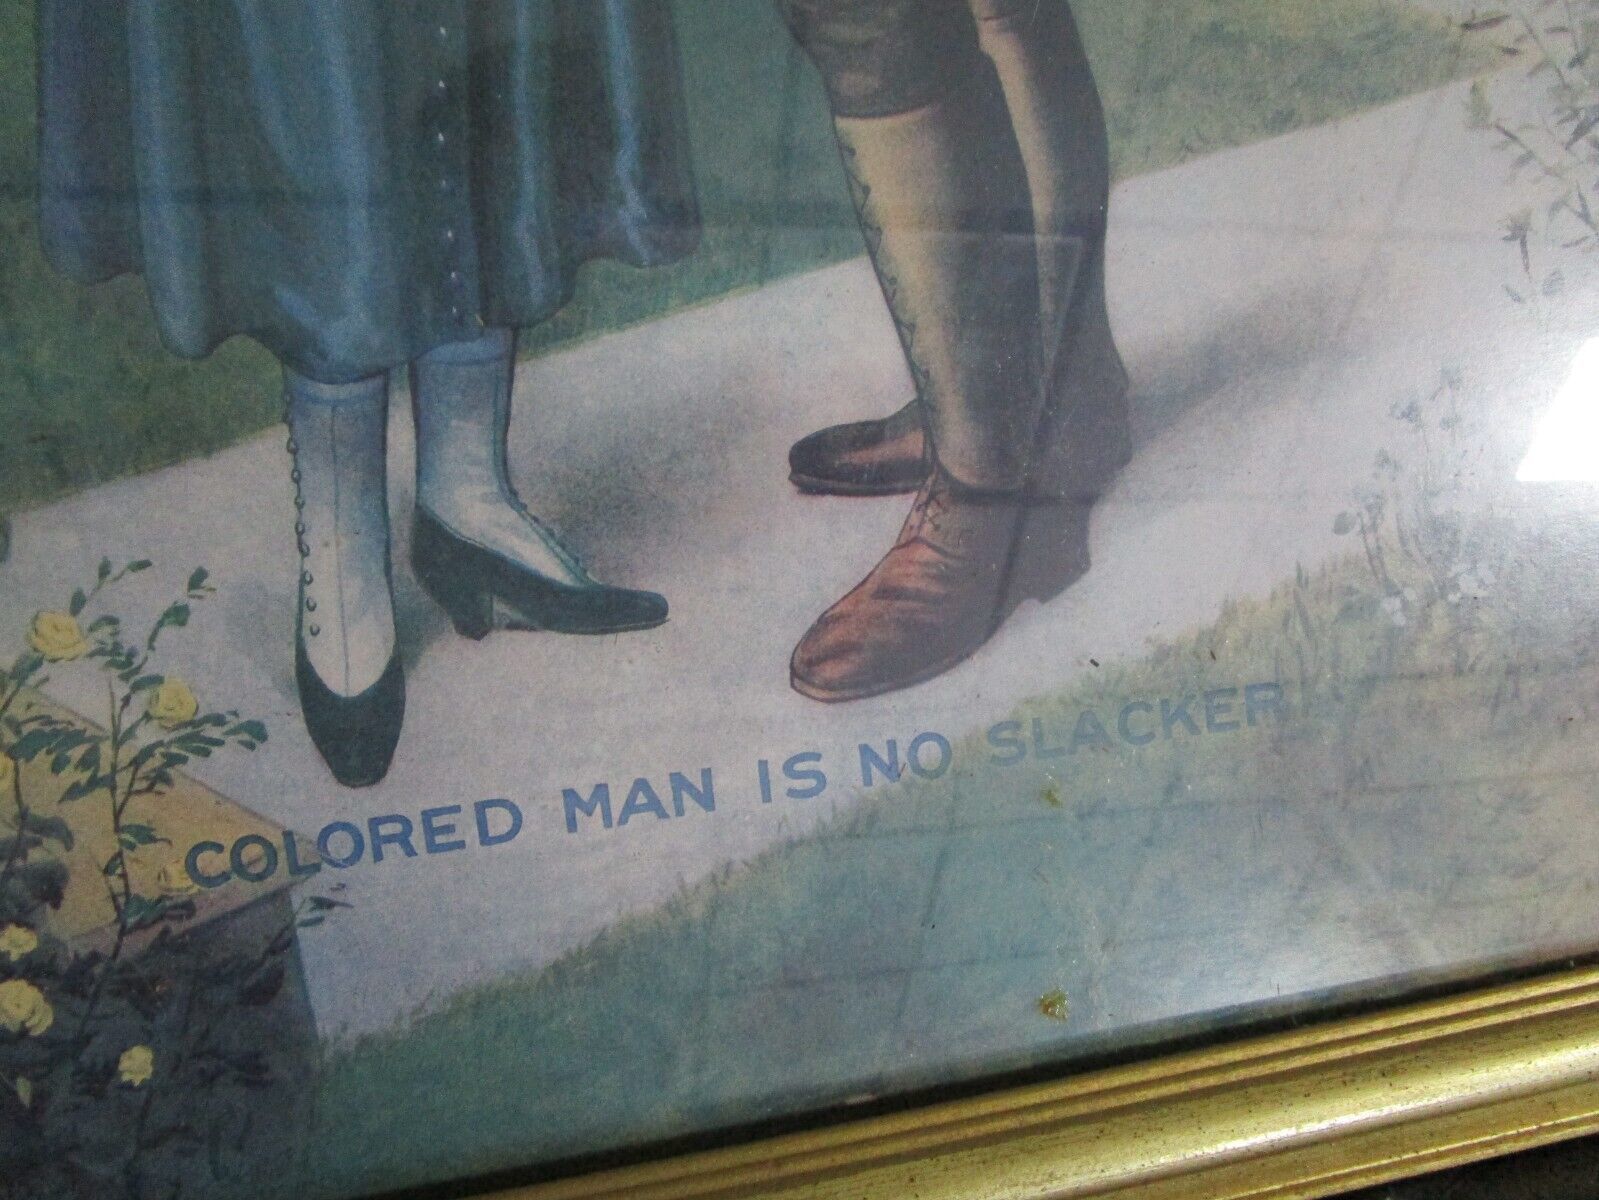 COLORED MAN IS NO SLACKER